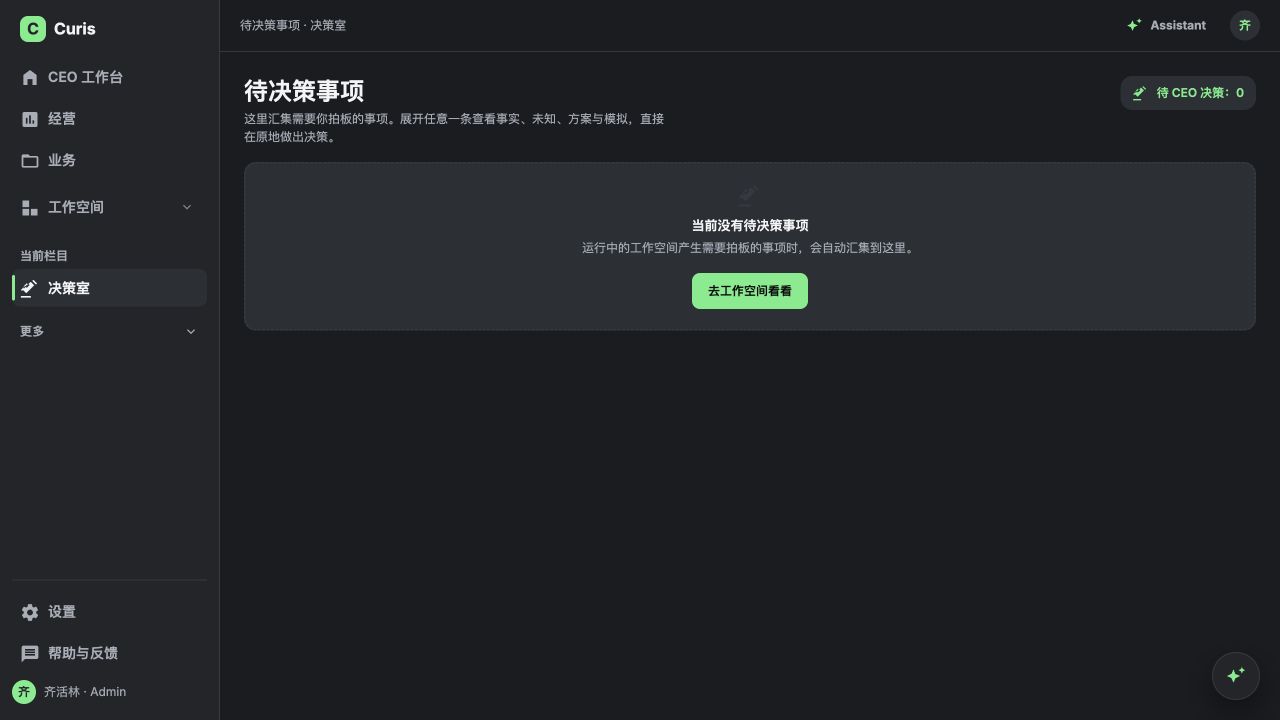 C Curis
CEO 工作台
经营
业务
工作空间
当前栏目
决策室
更多
设置
帮助与反馈
齐 齐活林 · Admin
待决策事项 · 决策室
Assistant
齐
待决策事项
这里汇集需要你拍板的事项。展开任意一条查看事实、未知、方案与模拟，直接
在原地做出决策。
待 CEO 决策：0
当前没有待决策事项
运行中的工作空间产生需要拍板的事项时，会自动汇集到这里。
去工作空间看看